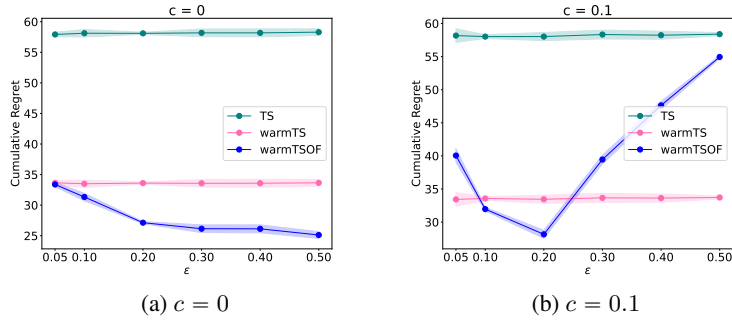 c = 0
Cumulative Regret
60
55
50
45
40
35
30
25
TS
warmTS
warmTSOF
0.05 0.10 0.20 0.30 0.40 0.50
ε
(a) c = 0
c = 0.1
Cumulative Regret
60
55
50
45
40
35
30
TS
warmTS
warmTSOF
0.05 0.10 0.20 0.30 0.40 0.50
ε
(b) c = 0.1